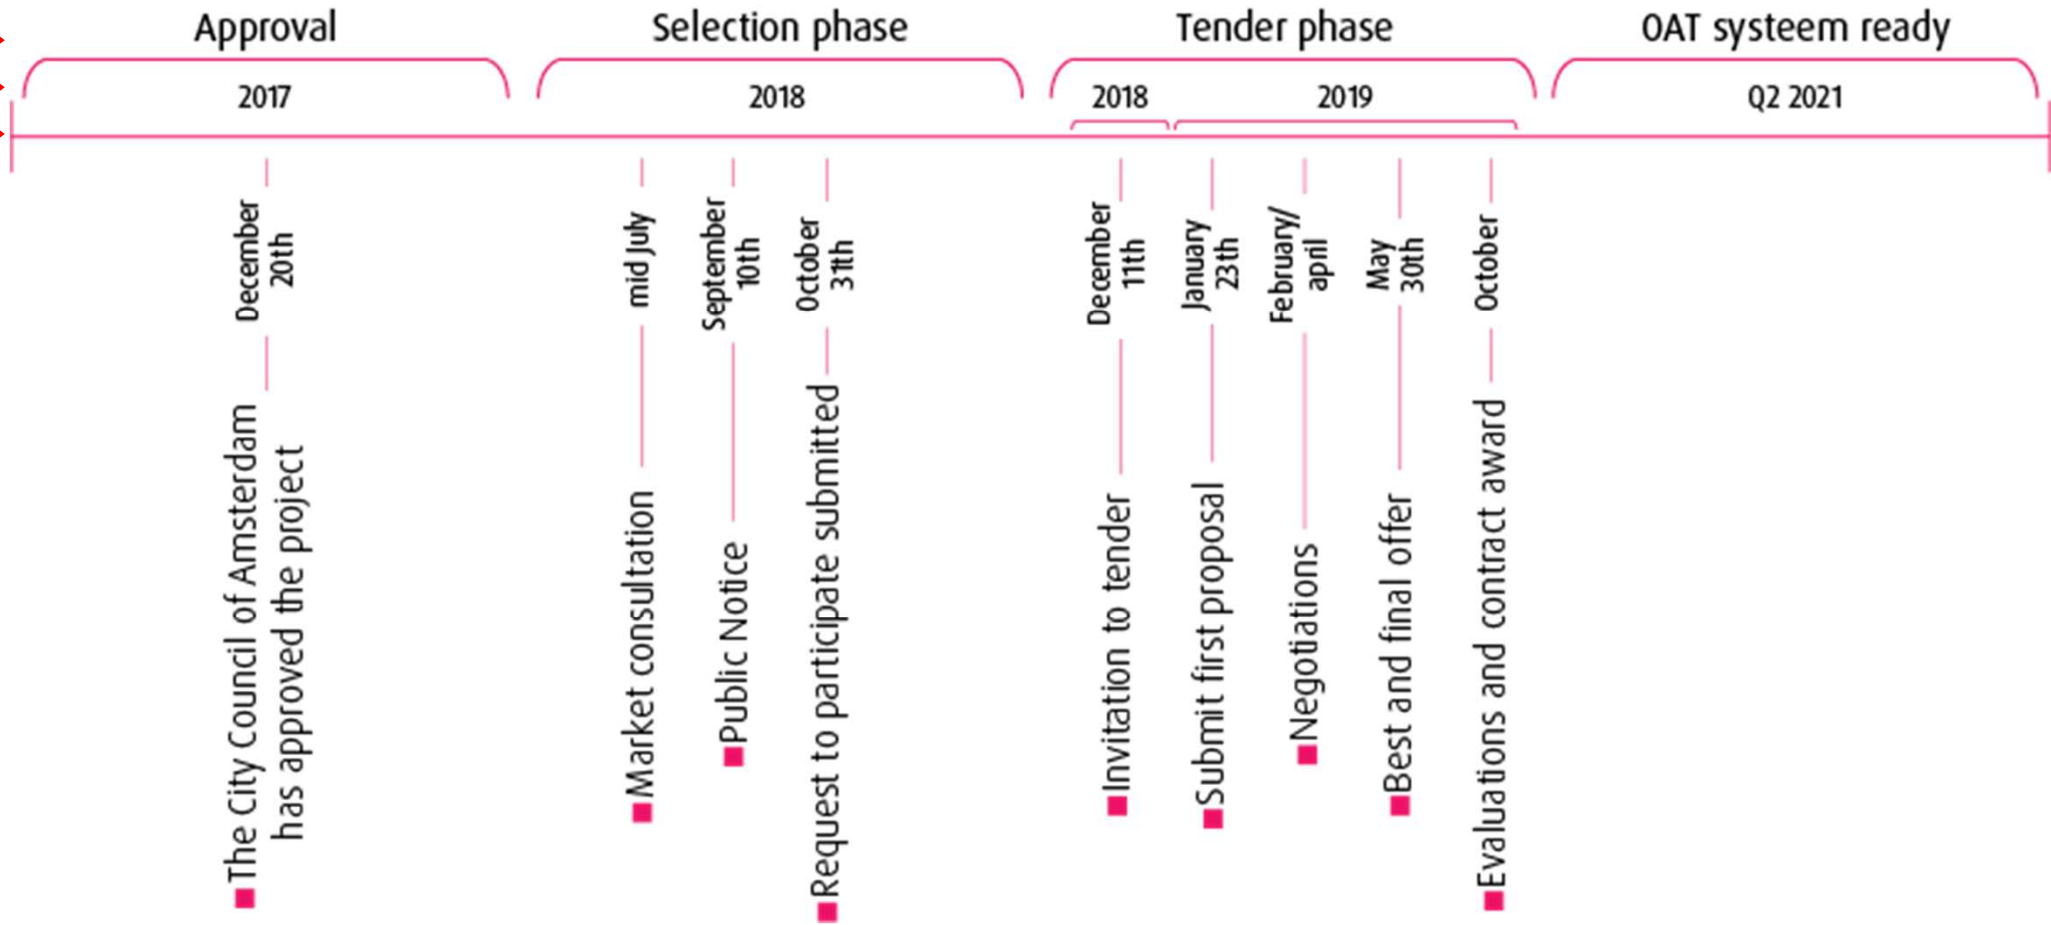 Approval
Selection phase
Tender phase
OAT systeem ready
2017
2018
2018
2019
Q2 2021
December
20th
The City Council of Amsterdam
has approved the project
mid July
Market consultation
September
10th
Public Notice
October
31th
Request to participate submitted
December
11th
Invitation to tender
January
23th
Submit first proposal
February/
april
Negotiations
May
30th
Best and final offer
October
Evaluations and contract award